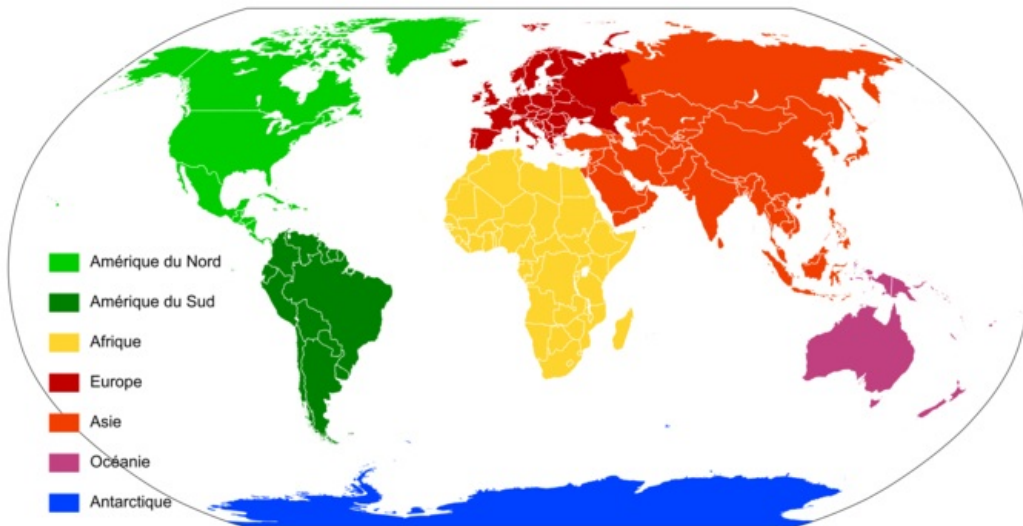 Amérique du Nord
Amérique du Sud
Afrique
Europe
Asie
Océanie
Antarctique